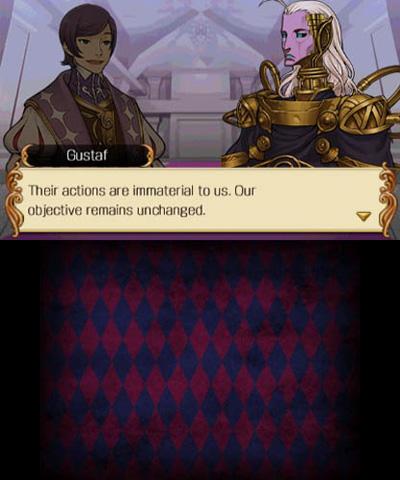 Gustaf
Their actions are immaterial to us. Our
objective remains unchanged.